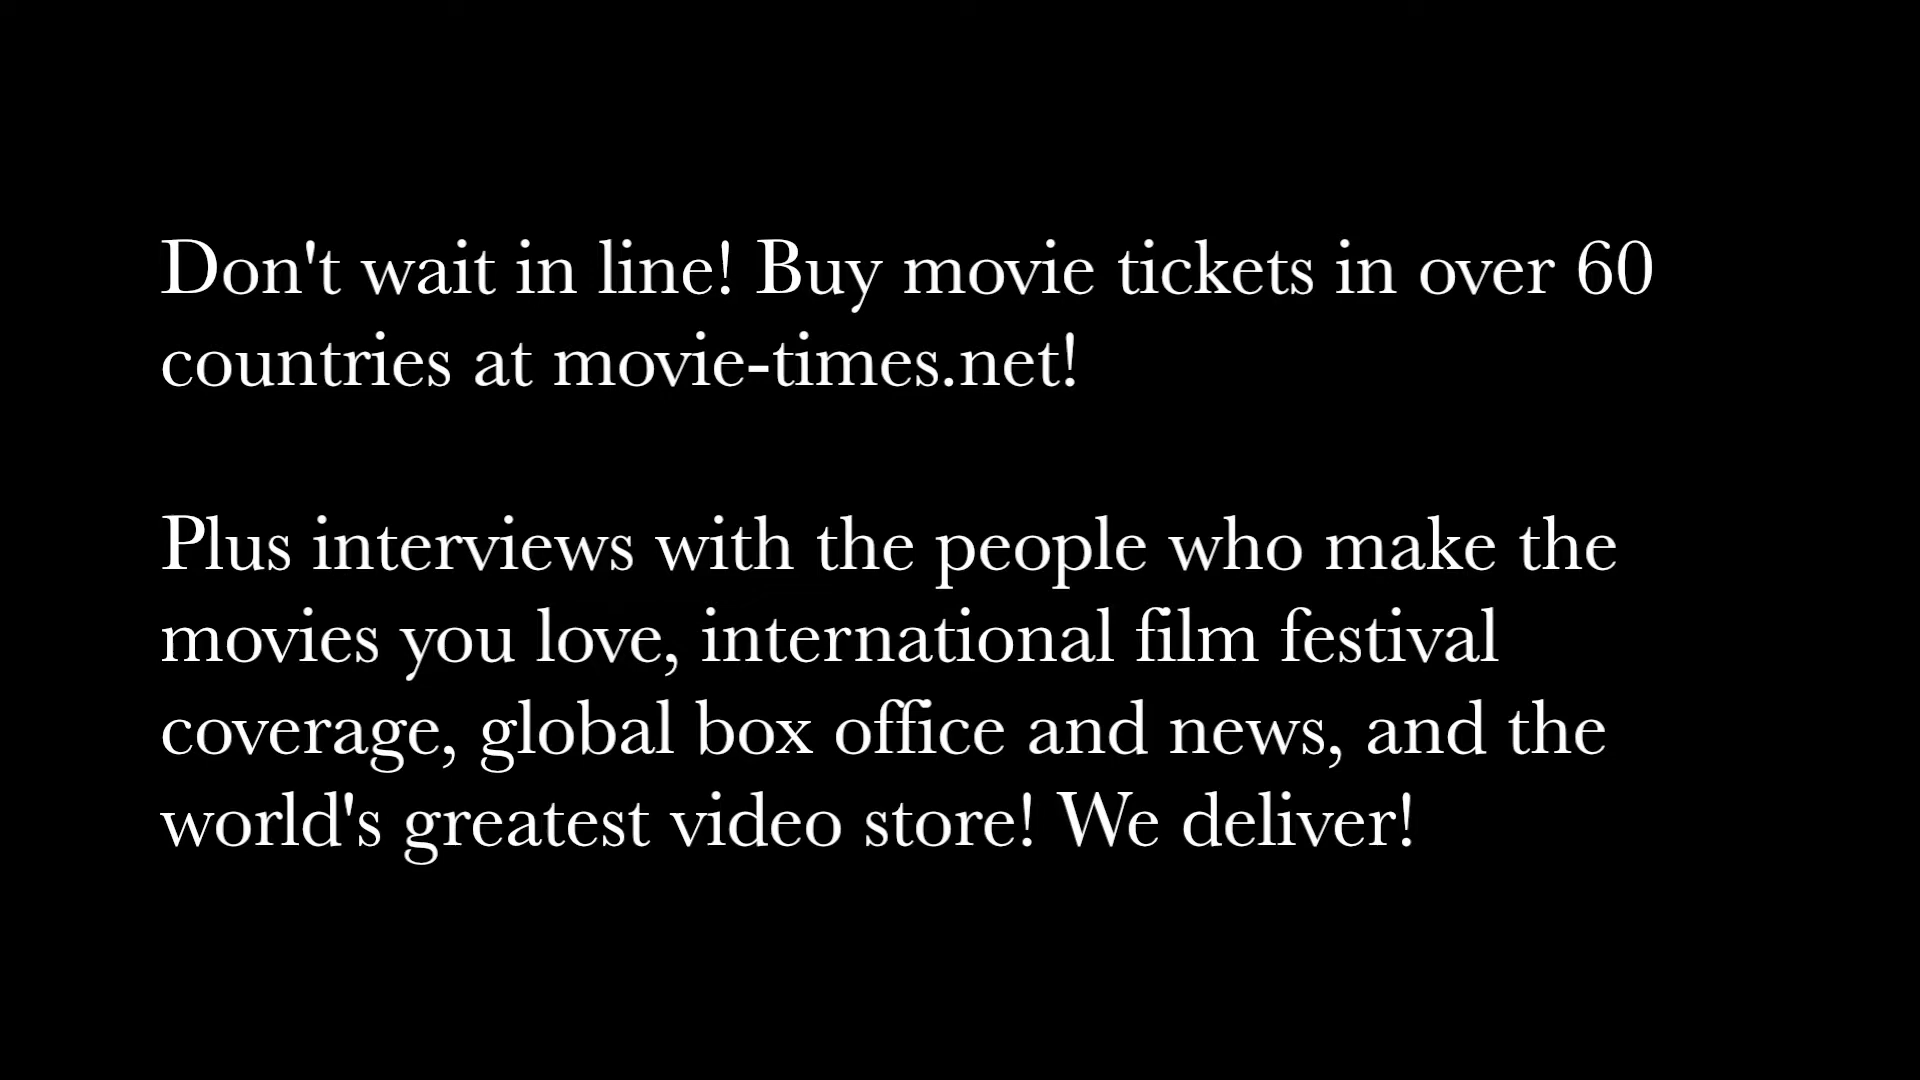 Don't wait in line! Buy movie tickets in over 60
countries at movie-times.net!
Plus interviews with the people who make the
movies you love, international film festival
coverage, global box office and news, and the
world's greatest video store! We deliver!